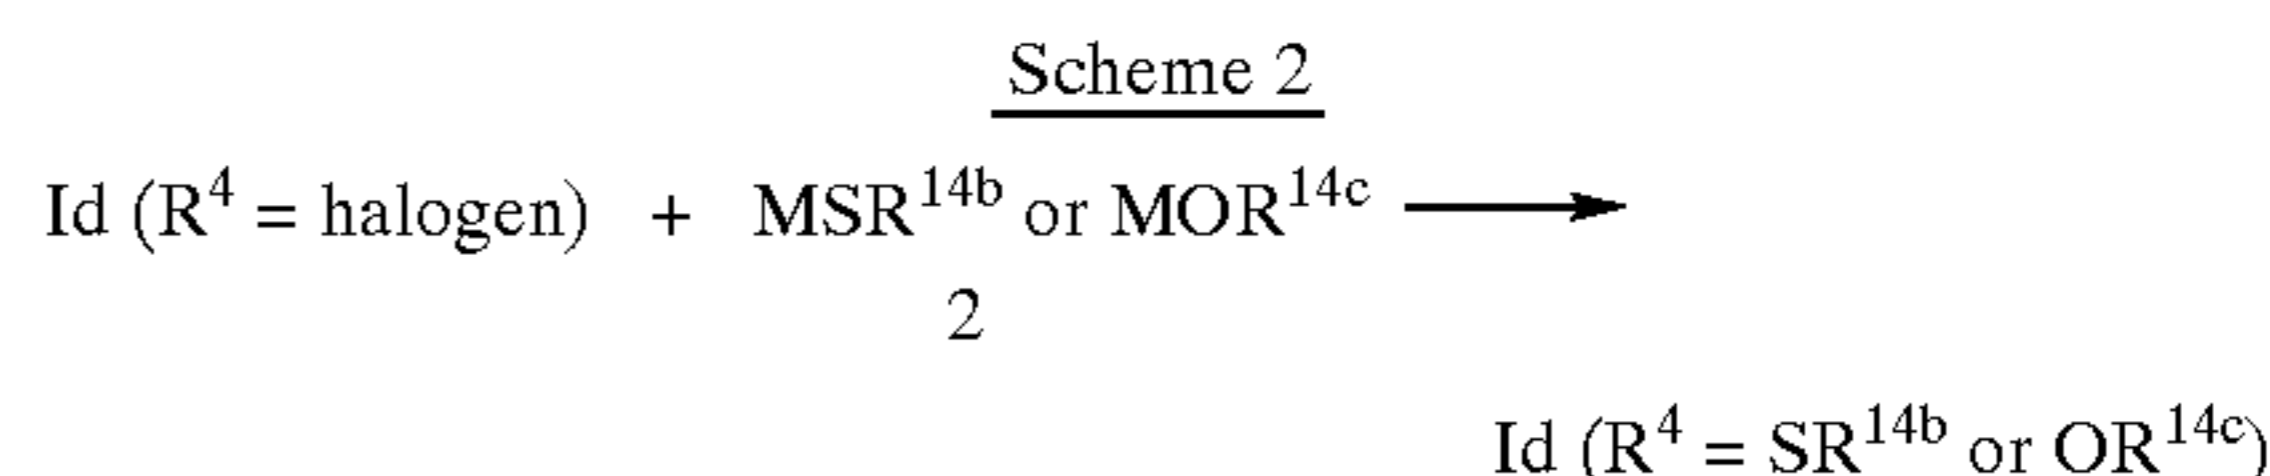 Scheme 2
Id (R⁴ = halogen) + MSR¹⁴ᵇ or MOR¹⁴ᶜ ⟶
2
Id (R⁴ = SR¹⁴ᵇ or OR¹⁴ᶜ)